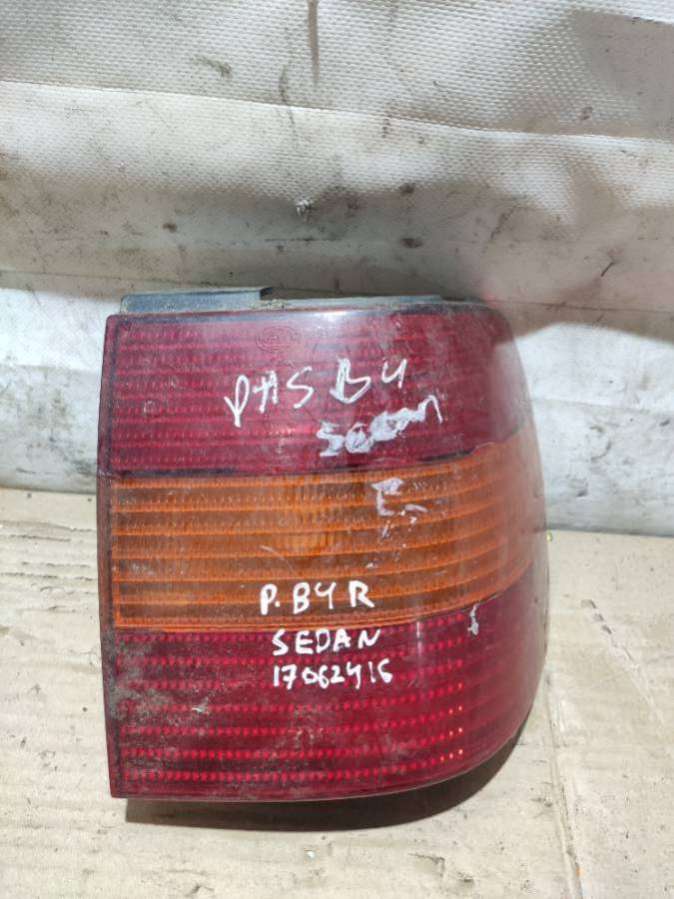 PAS B4
Sedan
P. B4 R
SEDAN
17062416